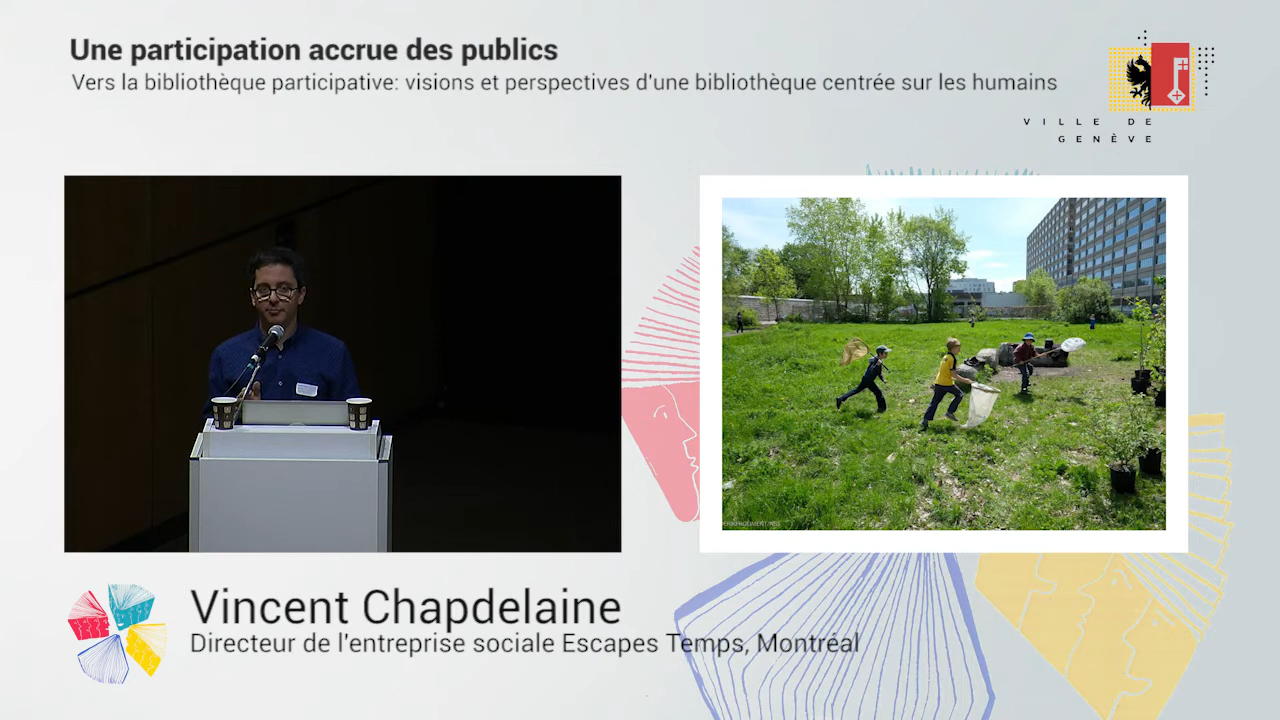 Une participation accrue des publics
Vers la bibliothèque participative: visions et perspectives d'une bibliothèque centrée sur les humains
VILLE DE
GENÈVE
Vincent Chapdelaine
Directeur de l'entreprise sociale Escapes Temps, Montréal